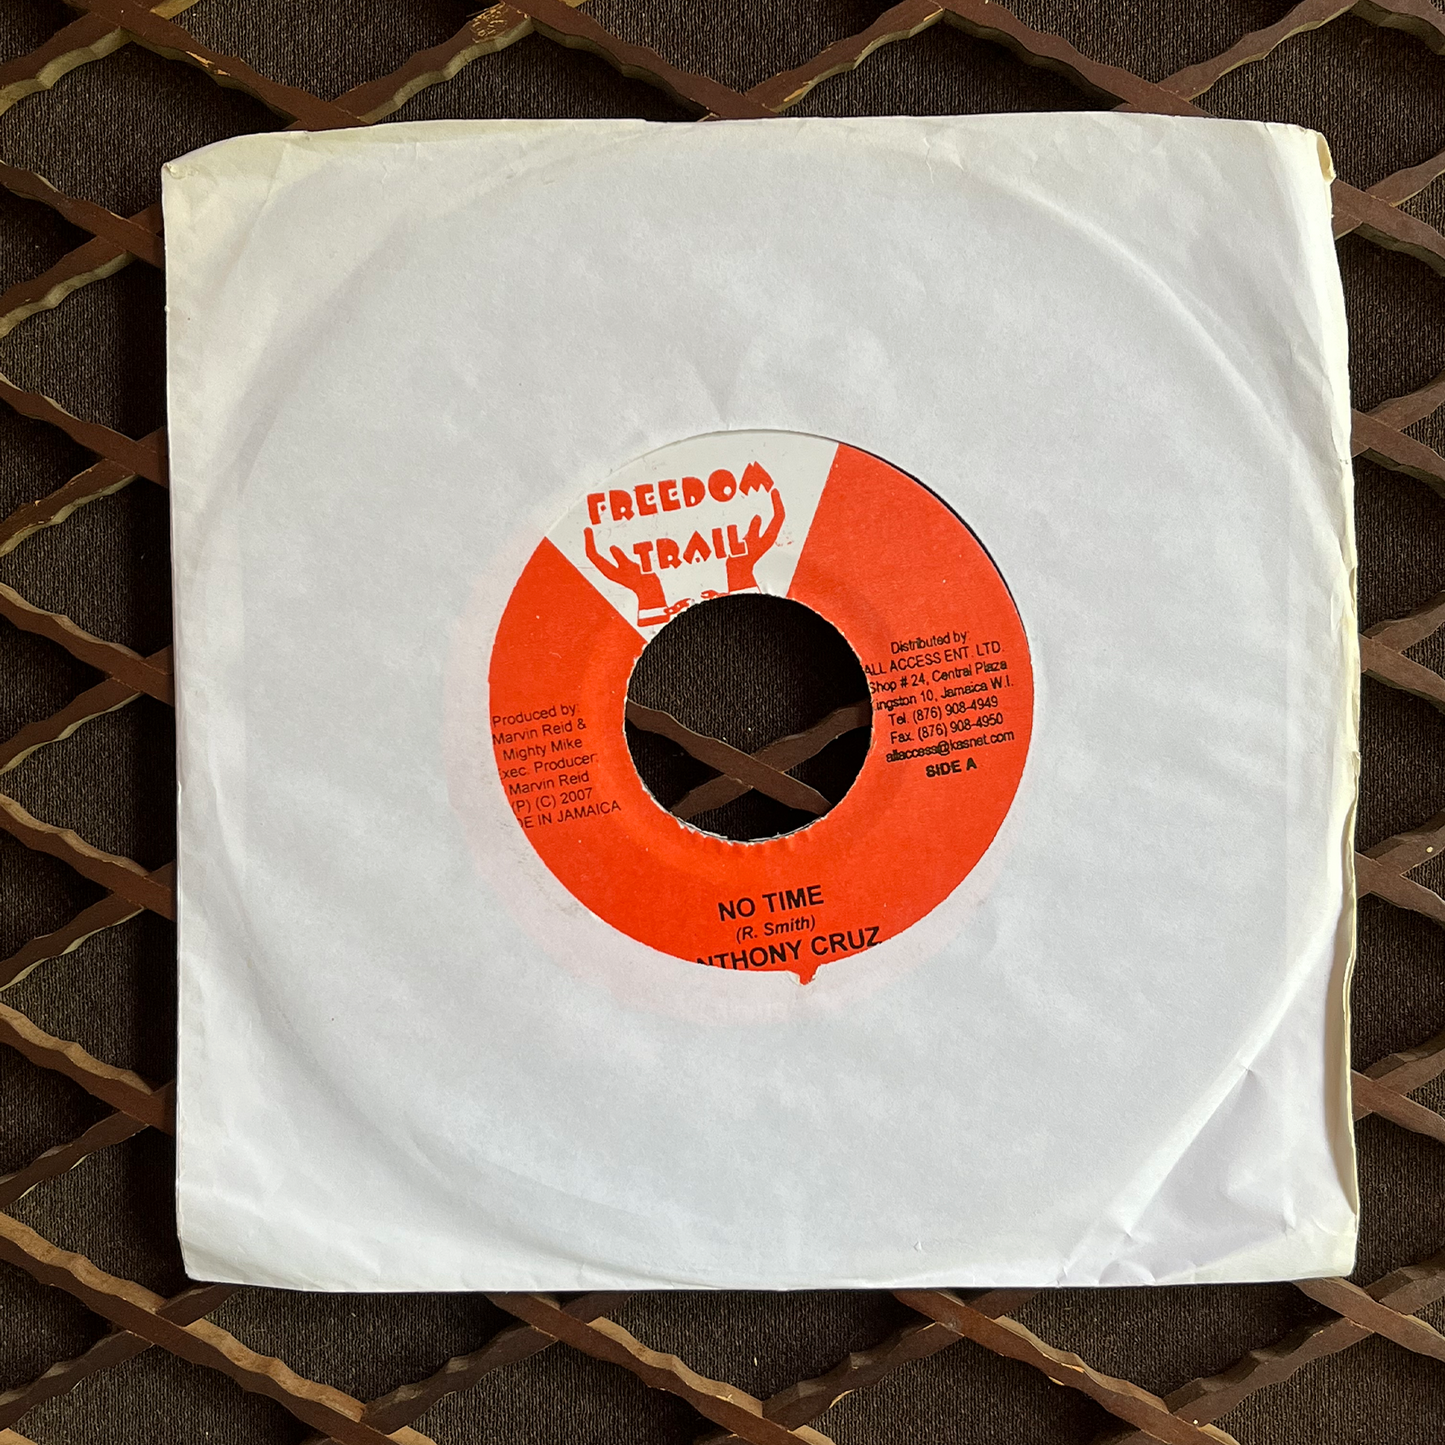 FREEDOM
TRAIL
Produced by:
Marvin Reid &
Mighty Mike
xec. Producer:
Marvin Reid
(P) (C) 2007
DE IN JAMAICA
Distributed by:
ALL ACCESS ENT. LTD.
Shop # 24, Central Plaza
ingston 10, Jamaica W.I.
Tel. (876) 908-4949
Fax. (876) 908-4950
allaccess@kasnet.com
SIDE A
NO TIME
(R. Smith)
NTHONY CRUZ